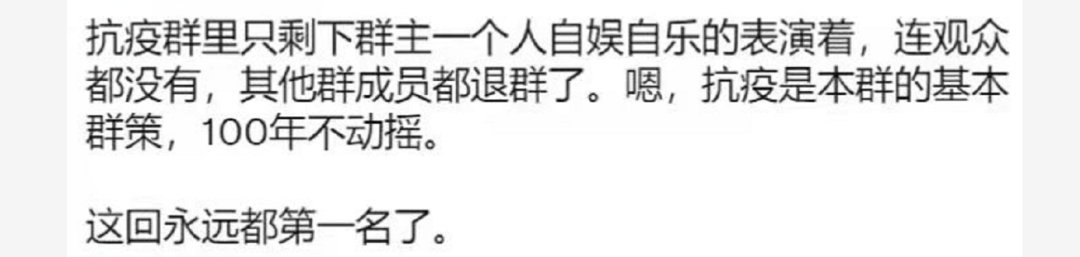 抗疫群里只剩下群主一个人自娱自乐的表演着，连观众
都没有，其他群成员都退群了。嗯，抗疫是本群的基本
群策，100年不动摇。
这回永远都第一名了。